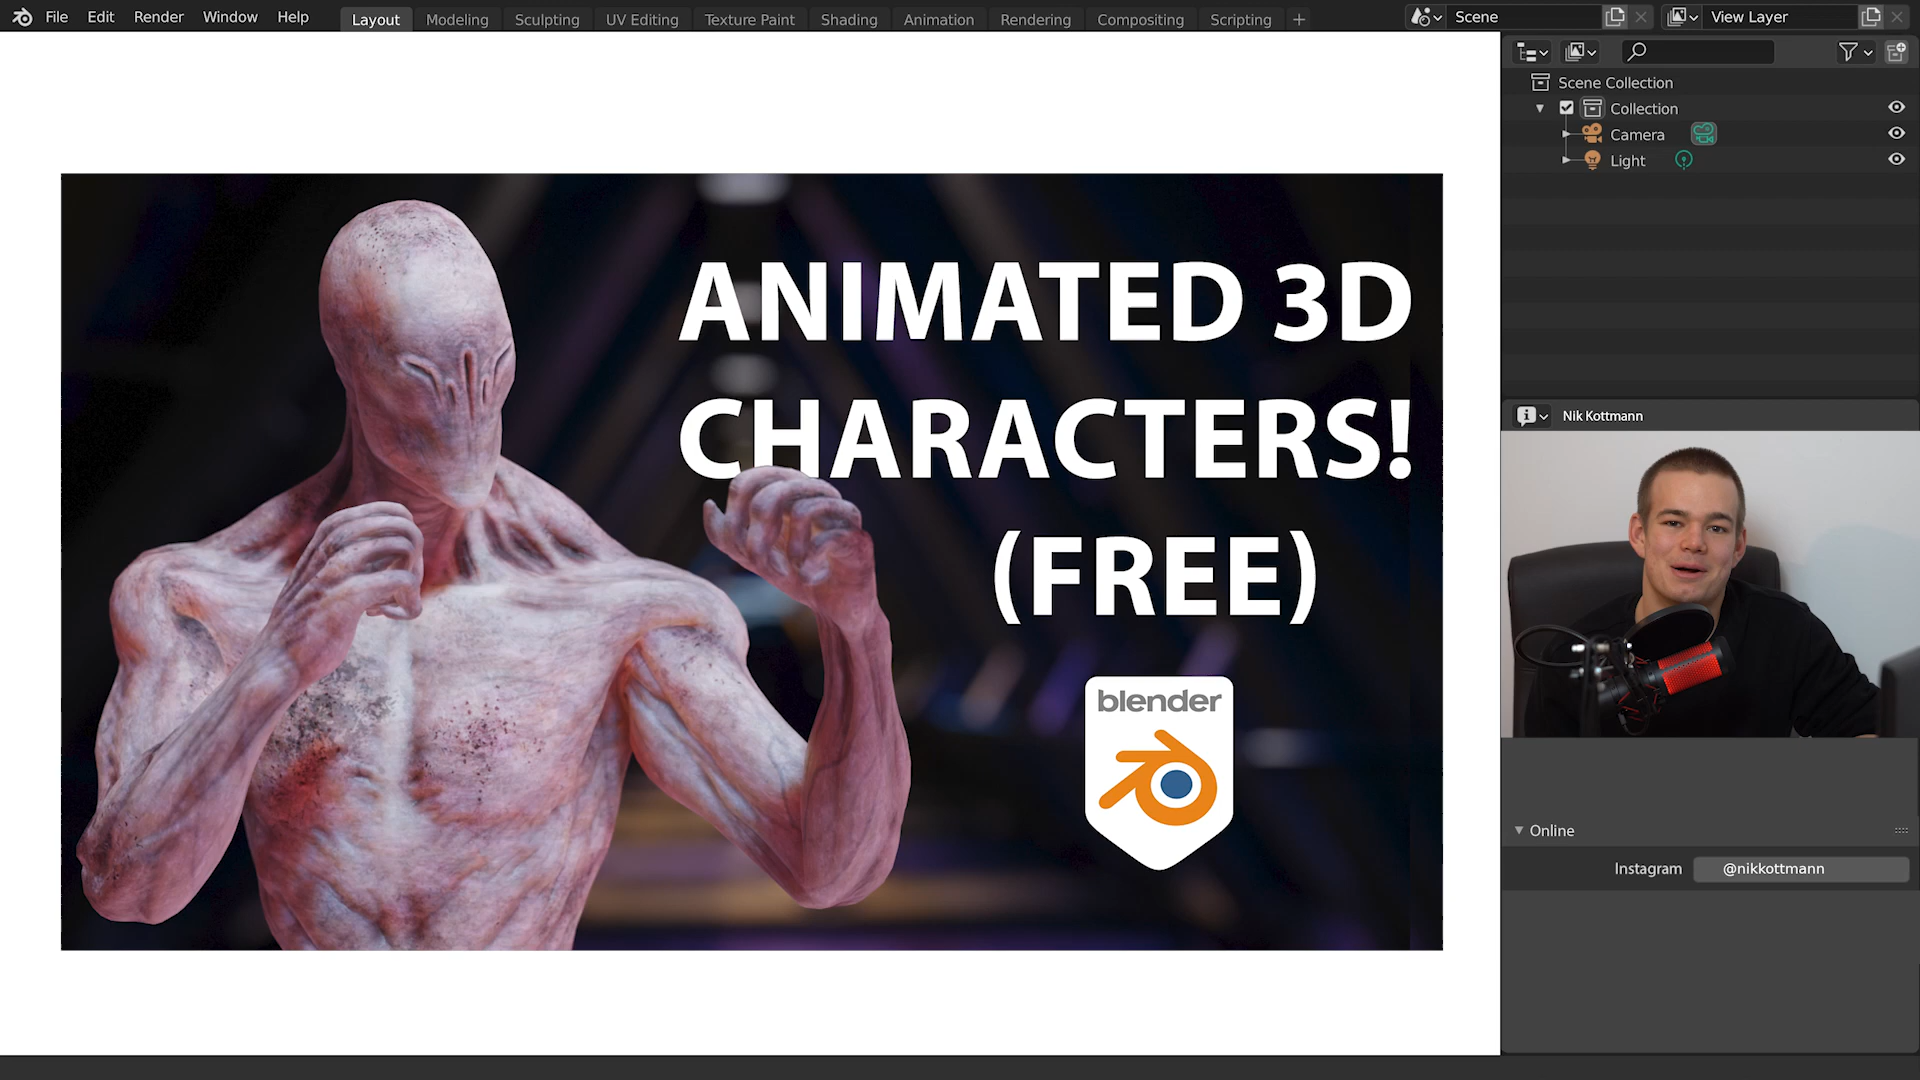 File Edit Render Window Help Layout Modeling Sculpting UV Editing Texture Paint Shading Animation Rendering Compositing Scripting + Scene View Layer
Scene Collection
Collection
Camera
Light
ANIMATED 3D
CHARACTERS!
(FREE)
blender
Nik Kottmann
Online
Instagram @nikkottmann